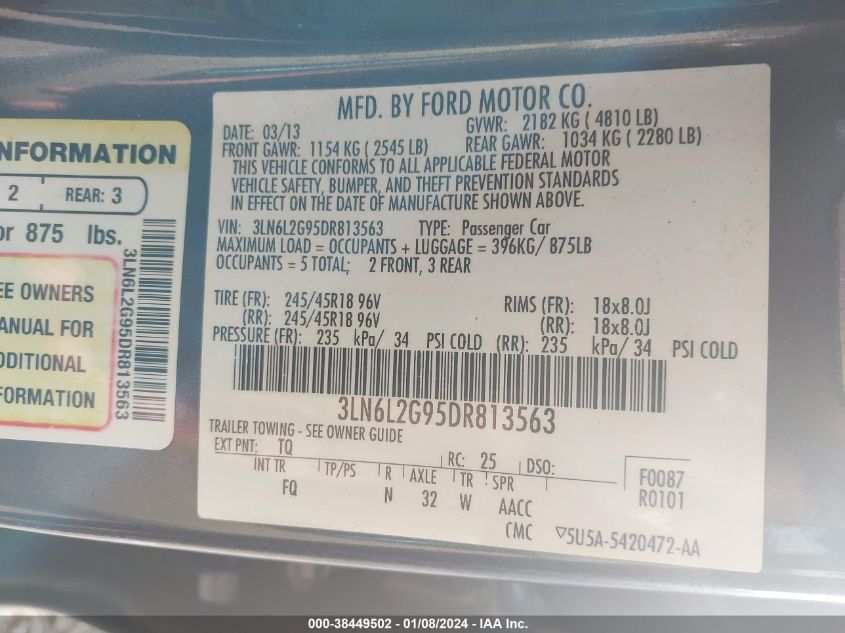 NFORMATION
2 REAR: 3
or 875 lbs.
EE OWNERS
ANUAL FOR
DDITIONAL
FORMATION
3LN6L2G95DR813563
MFD. BY FORD MOTOR CO.
DATE: 03/13 GVWR: 2182 KG ( 4810 LB)
FRONT GAWR: 1154 KG ( 2545 LB) REAR GAWR: 1034 KG ( 2280 LB)
THIS VEHICLE CONFORMS TO ALL APPLICABLE FEDERAL MOTOR
VEHICLE SAFETY, BUMPER, AND THEFT PREVENTION STANDARDS
IN EFFECT ON THE DATE OF MANUFACTURE SHOWN ABOVE.
VIN: 3LN6L2G95DR813563 TYPE: Passenger Car
MAXIMUM LOAD = OCCUPANTS + LUGGAGE = 396KG/ 875LB
OCCUPANTS = 5 TOTAL; 2 FRONT, 3 REAR
TIRE (FR): 245/45R18 96V RIMS (FR): 18x8.0J
(RR): 245/45R18 96V (RR): 18x8.0J
PRESSURE (FR): 235 kPa/ 34 PSI COLD (RR): 235 kPa/ 34 PSI COLD
3LN6L2G95DR813563
TRAILER TOWING - SEE OWNER GUIDE
EXT PNT: TQ RC: 25 DSO:
INT TR TP/PS R AXLE TR SPR
FQ N 32 W AACC
CMC
F0087
R0101
▽5U5A-5420472-AA
000-38449502 - 01/08/2024 - IAA Inc.